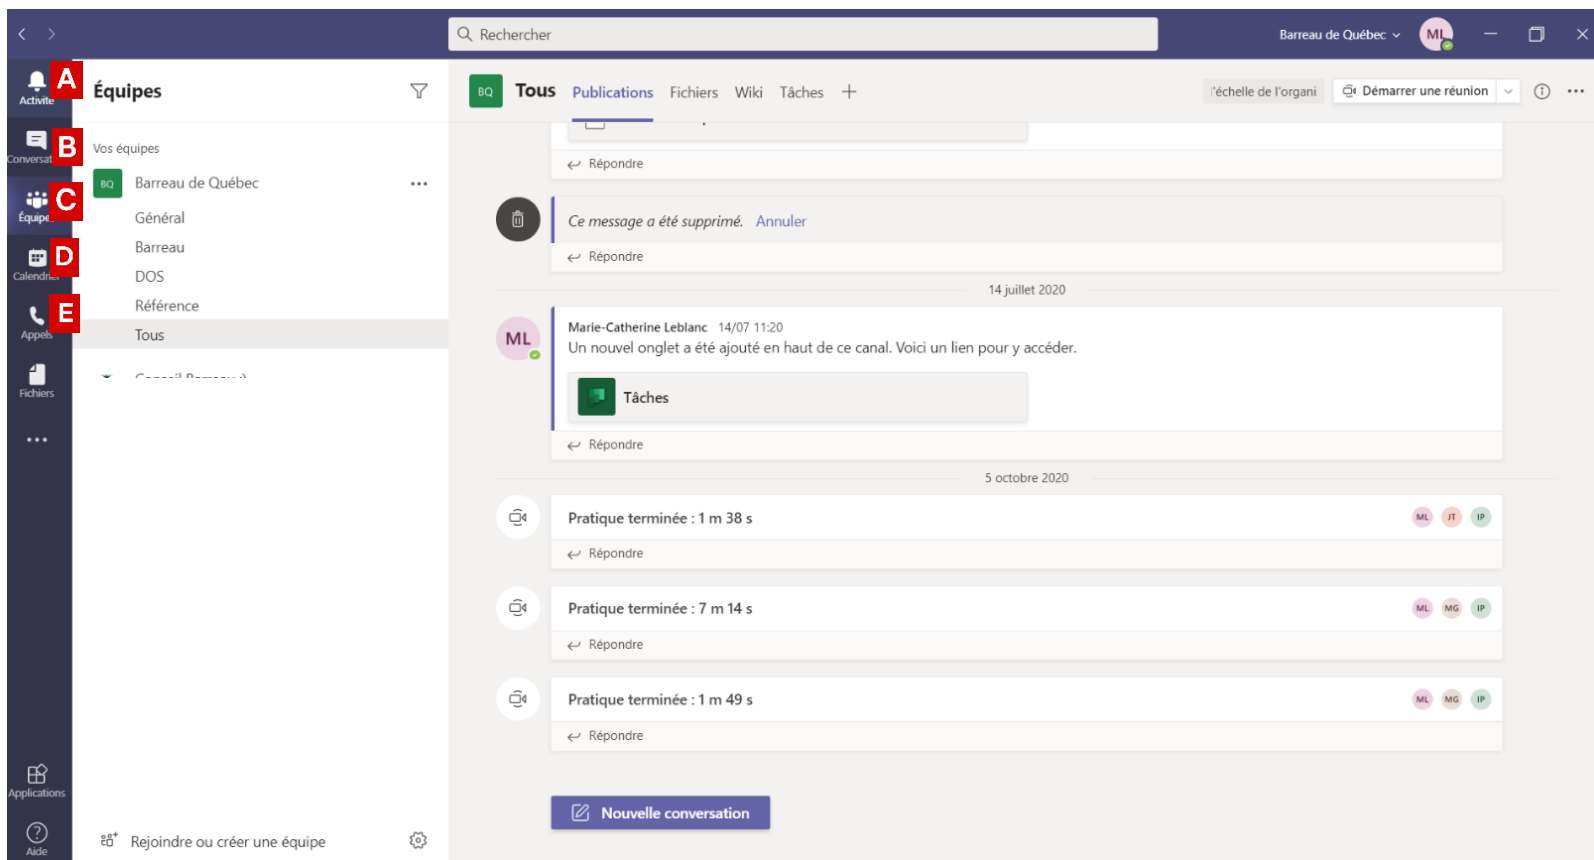 Rechercher
Barreau de Québec
ML
Activité
A
Équipes
BQ
Tous
Publications
Fichiers
Wiki
Tâches
l'échelle de l'organi
Démarrer une réunion
B
Vos équipes
Répondre
BQ
Barreau de Québec
C
Ce message a été supprimé. Annuler
Général
Barreau
Répondre
D
DOS
14 juillet 2020
Référence
E
Appels
Tous
ML
Marie-Catherine Leblanc 14/07 11:20
Un nouvel onglet a été ajouté en haut de ce canal. Voici un lien pour y accéder.
Fichiers
Tâches
Répondre
5 octobre 2020
Pratique terminée : 1 m 38 s
ML JT IP
Répondre
Pratique terminée : 7 m 14 s
ML MG IP
Répondre
Pratique terminée : 1 m 49 s
ML MG IP
Répondre
Applications
Nouvelle conversation
Aide
Rejoindre ou créer une équipe